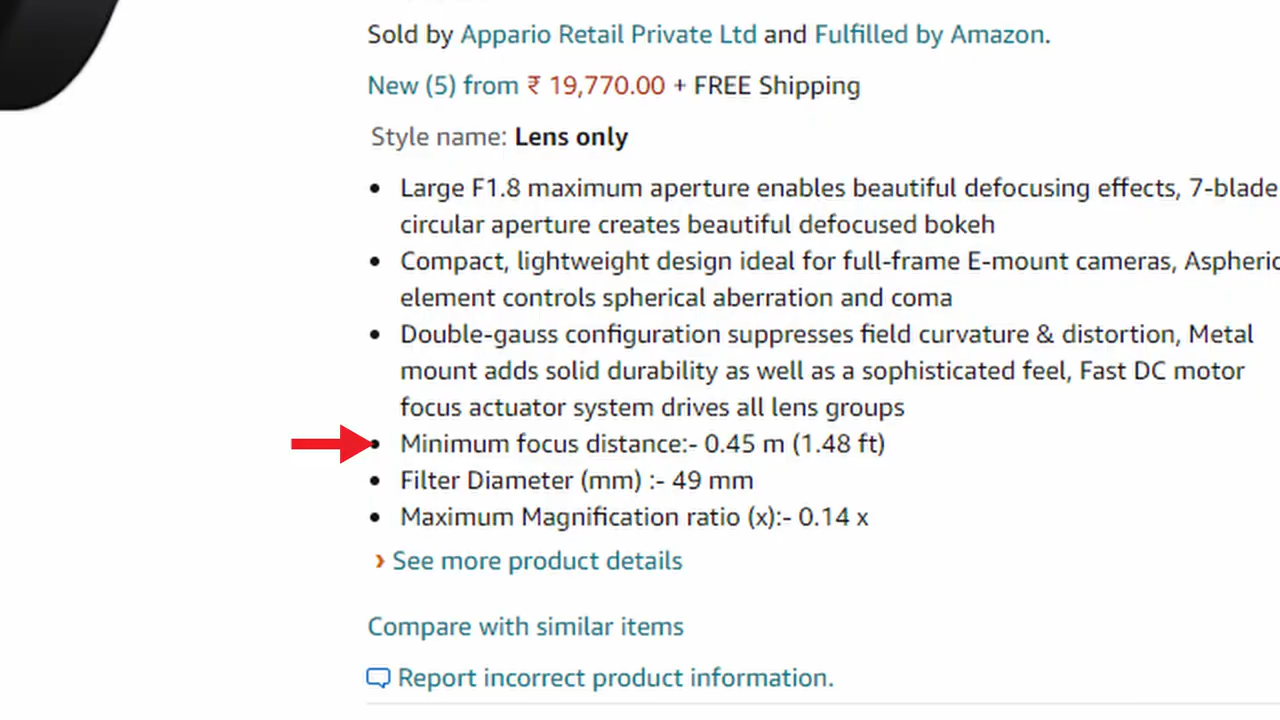 Sold by Appario Retail Private Ltd and Fulfilled by Amazon.
New (5) from ₹ 19,770.00 + FREE Shipping
Style name: Lens only
• Large F1.8 maximum aperture enables beautiful defocusing effects, 7-blade
circular aperture creates beautiful defocused bokeh
• Compact, lightweight design ideal for full-frame E-mount cameras, Aspheric
element controls spherical aberration and coma
• Double-gauss configuration suppresses field curvature & distortion, Metal
mount adds solid durability as well as a sophisticated feel, Fast DC motor
focus actuator system drives all lens groups
• Minimum focus distance:- 0.45 m (1.48 ft)
• Filter Diameter (mm) :- 49 mm
• Maximum Magnification ratio (x):- 0.14 x
› See more product details
Compare with similar items
Report incorrect product information.